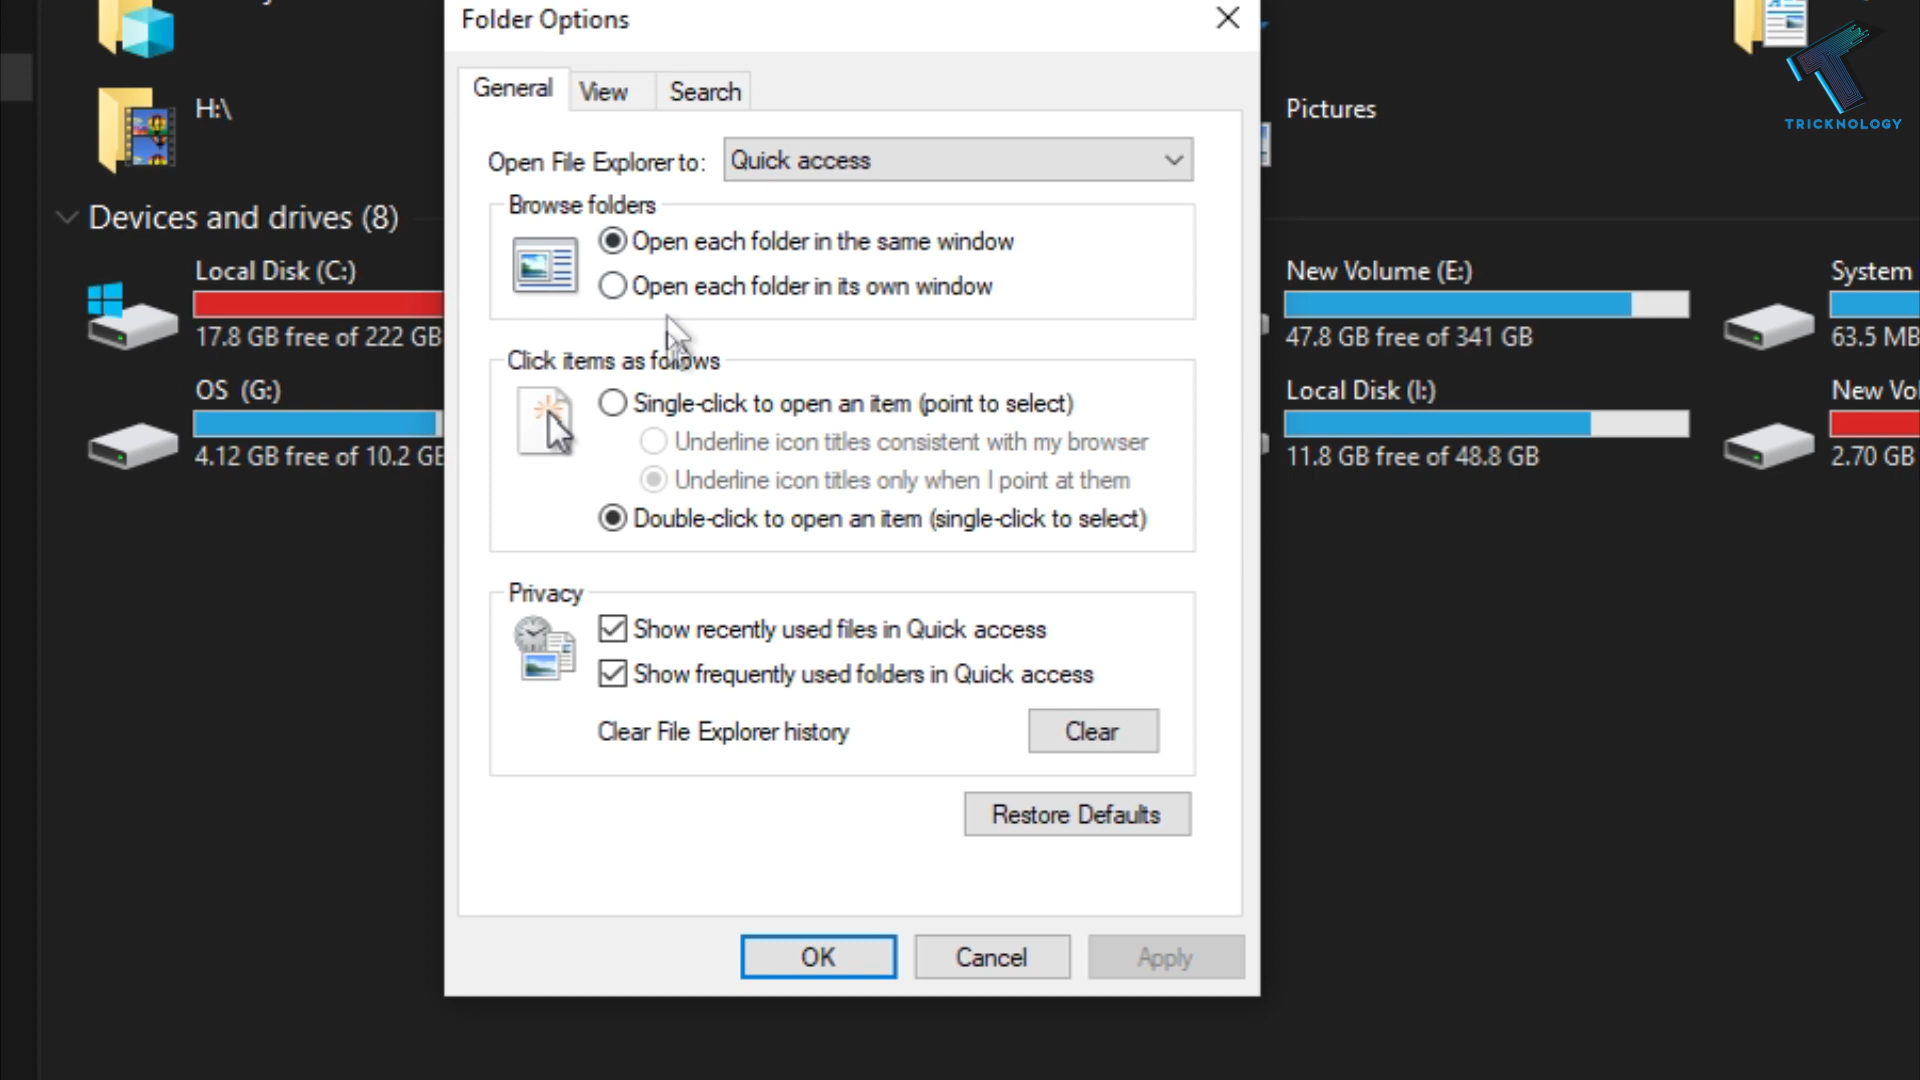 Folder Options
General
View
Search
H:\
Pictures
TRICKNOLOGY
Open File Explorer to:
Quick access
Browse folders
Devices and drives (8)
Open each folder in the same window
Open each folder in its own window
Local Disk (C:)
17.8 GB free of 222 GB
New Volume (E:)
47.8 GB free of 341 GB
System
63.5 MB
Click items as follows
OS (G:)
4.12 GB free of 10.2 GB
Single-click to open an item (point to select)
Underline icon titles consistent with my browser
Underline icon titles only when I point at them
Double-click to open an item (single-click to select)
Local Disk (I:)
11.8 GB free of 48.8 GB
New Vol
2.70 GB
Privacy
Show recently used files in Quick access
Show frequently used folders in Quick access
Clear File Explorer history
Clear
Restore Defaults
OK
Cancel
Apply